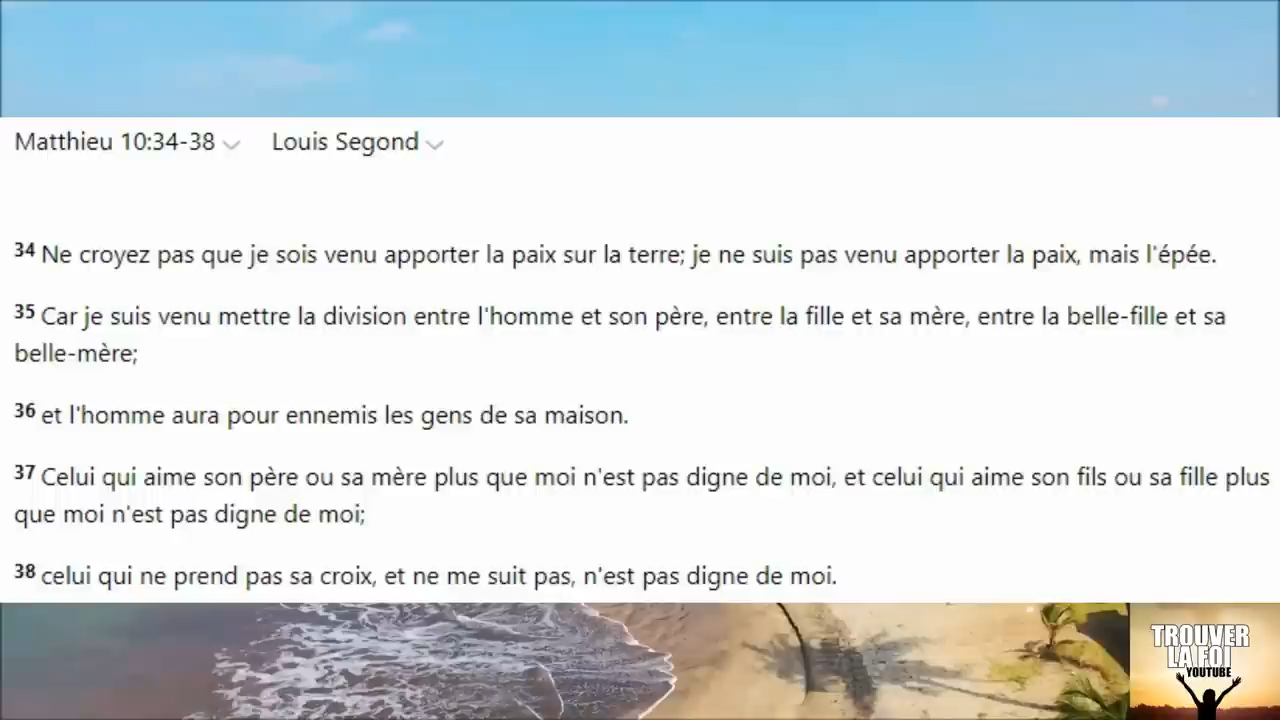 Matthieu 10:34-38 Louis Segond
34 Ne croyez pas que je sois venu apporter la paix sur la terre; je ne suis pas venu apporter la paix, mais l'épée.
35 Car je suis venu mettre la division entre l'homme et son père, entre la fille et sa mère, entre la belle-fille et sa
belle-mère;
36 et l'homme aura pour ennemis les gens de sa maison.
37 Celui qui aime son père ou sa mère plus que moi n'est pas digne de moi, et celui qui aime son fils ou sa fille plus
que moi n'est pas digne de moi;
38 celui qui ne prend pas sa croix, et ne me suit pas, n'est pas digne de moi.
TROUVER
LA FOI
YOUTUBE